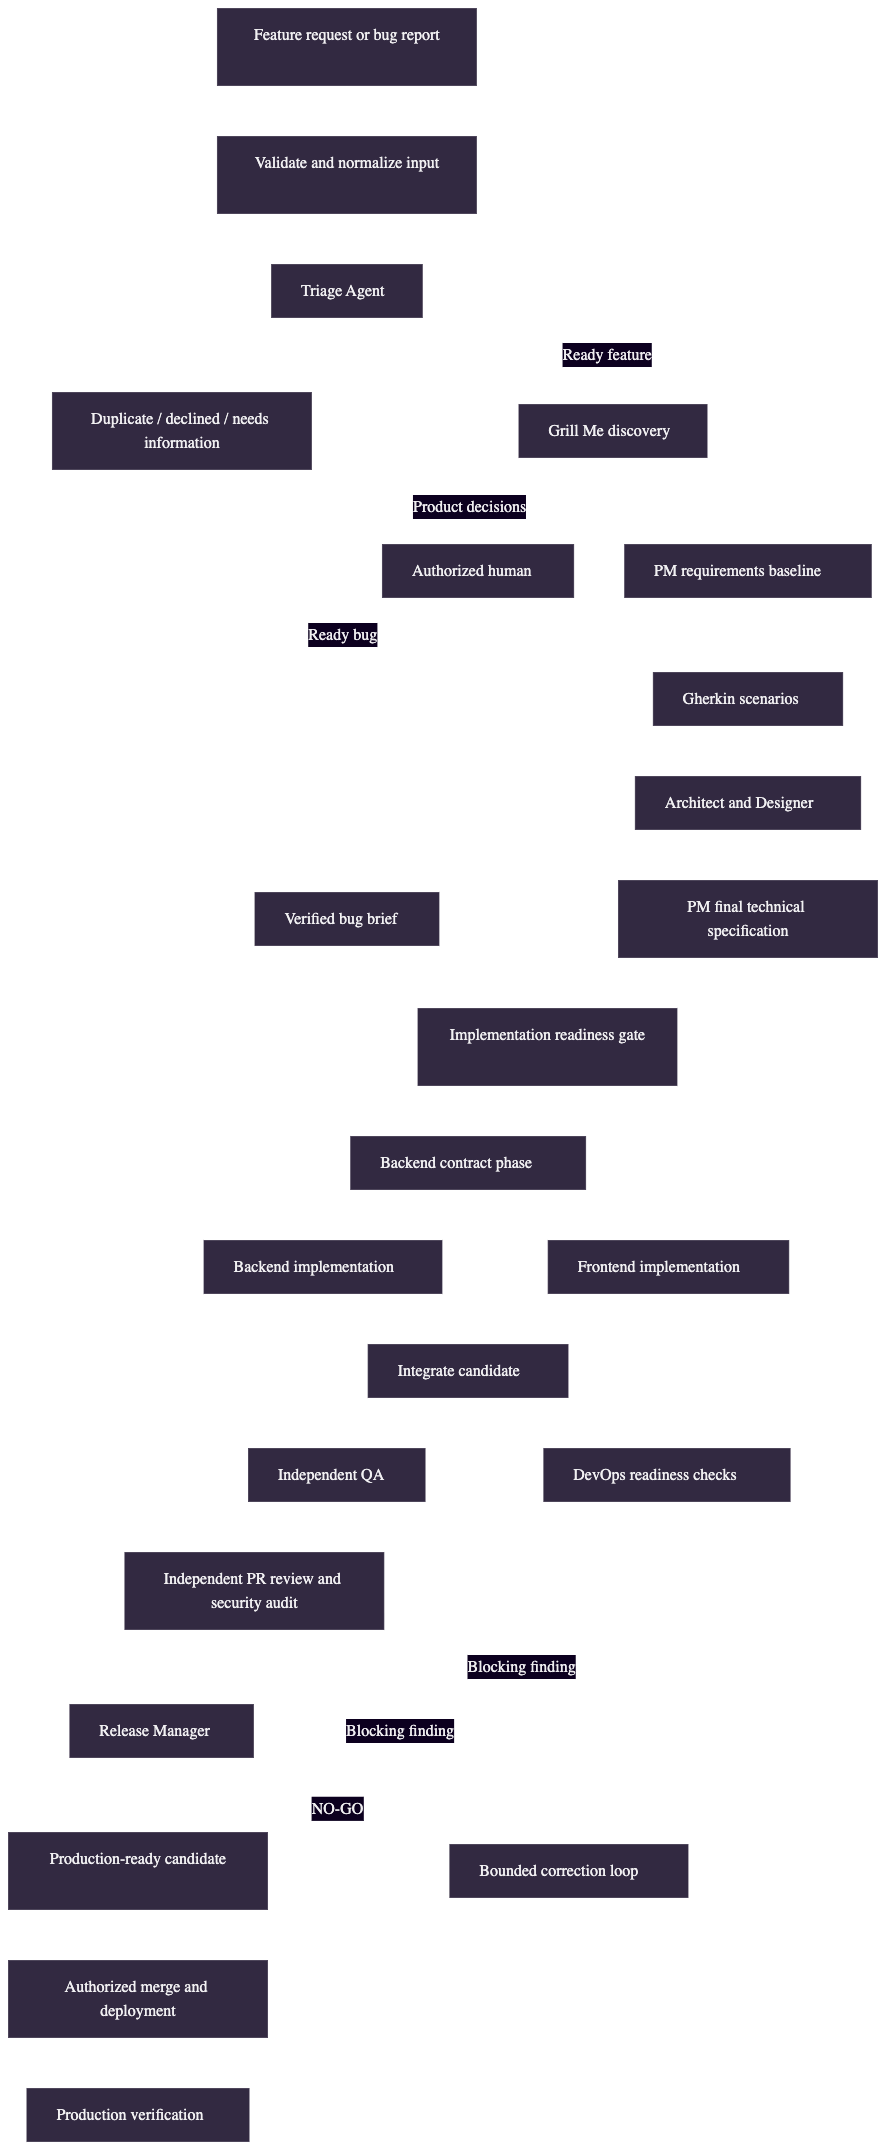 Feature request or bug report
Validate and normalize input
Triage Agent
Ready feature
Duplicate / declined / needs
information
Grill Me discovery
Product decisions
Authorized human
PM requirements baseline
Ready bug
Gherkin scenarios
Architect and Designer
Verified bug brief
PM final technical
specification
Implementation readiness gate
Backend contract phase
Backend implementation
Frontend implementation
Integrate candidate
Independent QA
DevOps readiness checks
Independent PR review and
security audit
Blocking finding
Release Manager
Blocking finding
NO-GO
Production-ready candidate
Bounded correction loop
Authorized merge and
deployment
Production verification